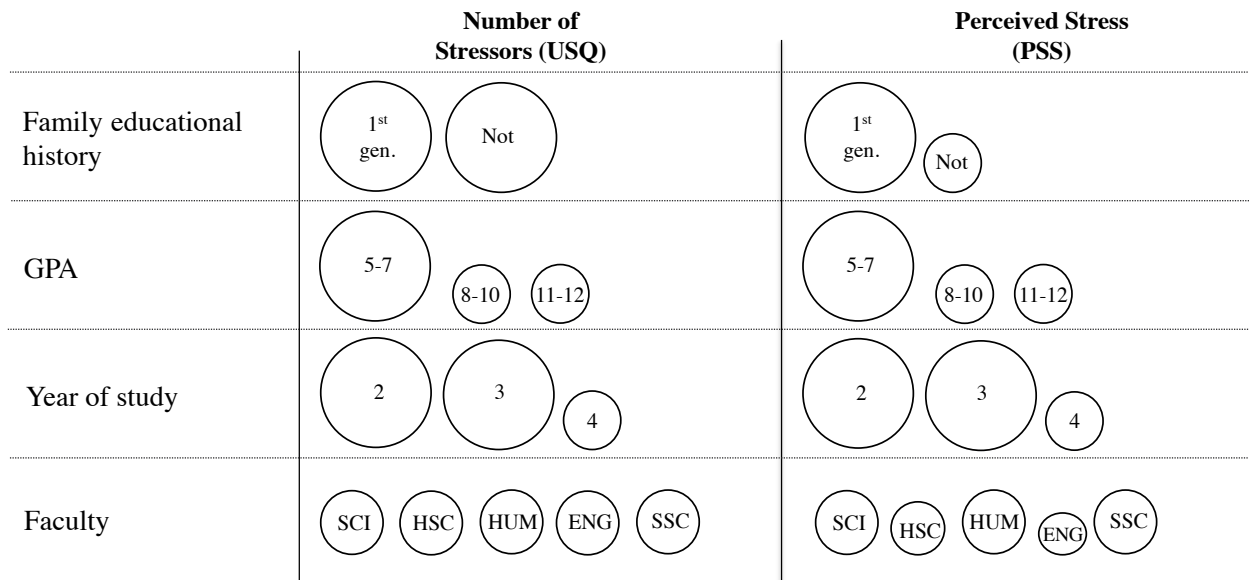 Number of
Stressors (USQ)
Perceived Stress
(PSS)
Family educational
history
1st
gen.
Not
1st
gen.
Not
GPA
5-7
8-10
11-12
5-7
8-10
11-12
Year of study
2
3
4
2
3
4
Faculty
SCI
HSC
HUM
ENG
SSC
SCI
HSC
HUM
ENG
SSC